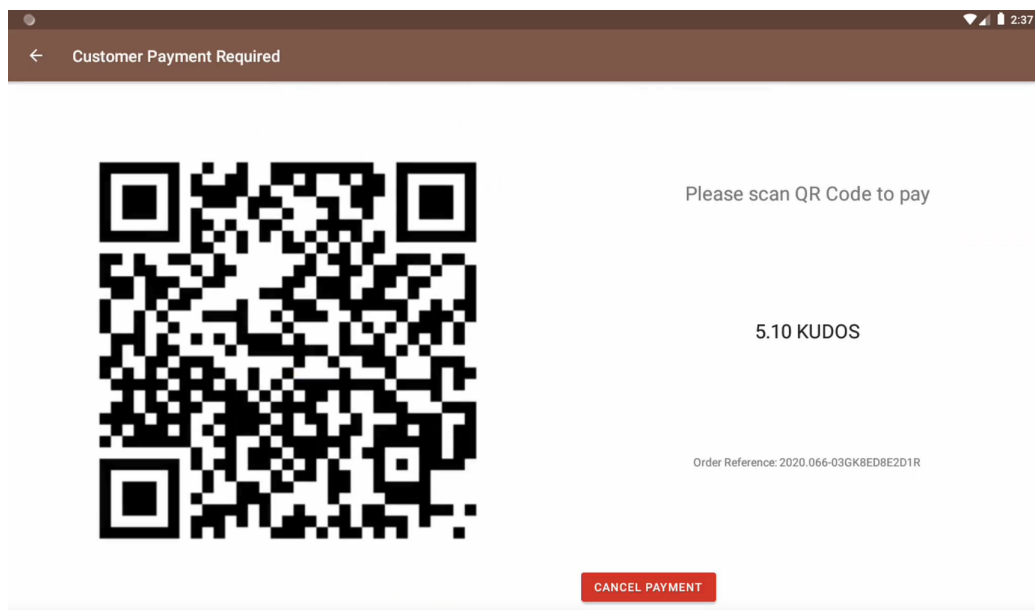 2:37
Customer Payment Required
Please scan QR Code to pay
5.10 KUDOS
Order Reference: 2020.066-03GK8ED8E2D1R
CANCEL PAYMENT